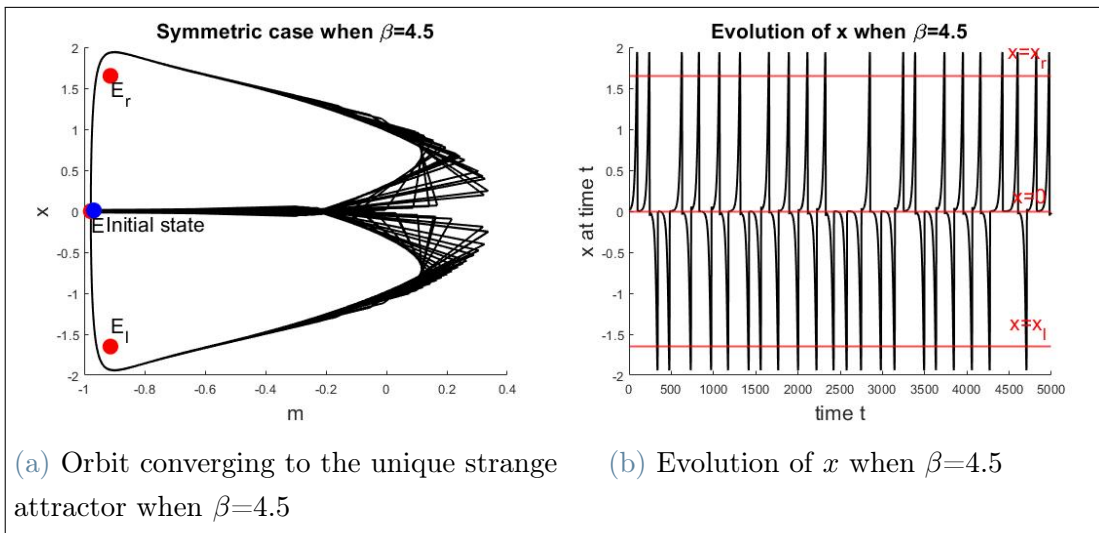 Symmetric case when β=4.5
2
1.5
1
0.5
0
-0.5
-1
-1.5
-2
x
E_r
E Initial state
E_l
-1
-0.8
-0.6
-0.4
-0.2
0
0.2
0.4
m
Evolution of x when β=4.5
2
1.5
1
0.5
0
-0.5
-1
-1.5
-2
x at time t
x=x_r
x=0
x=x_l
0
500
1000
1500
2000
2500
3000
3500
4000
4500
5000
time t
(a) Orbit converging to the unique strange
attractor when β=4.5
(b) Evolution of x when β=4.5